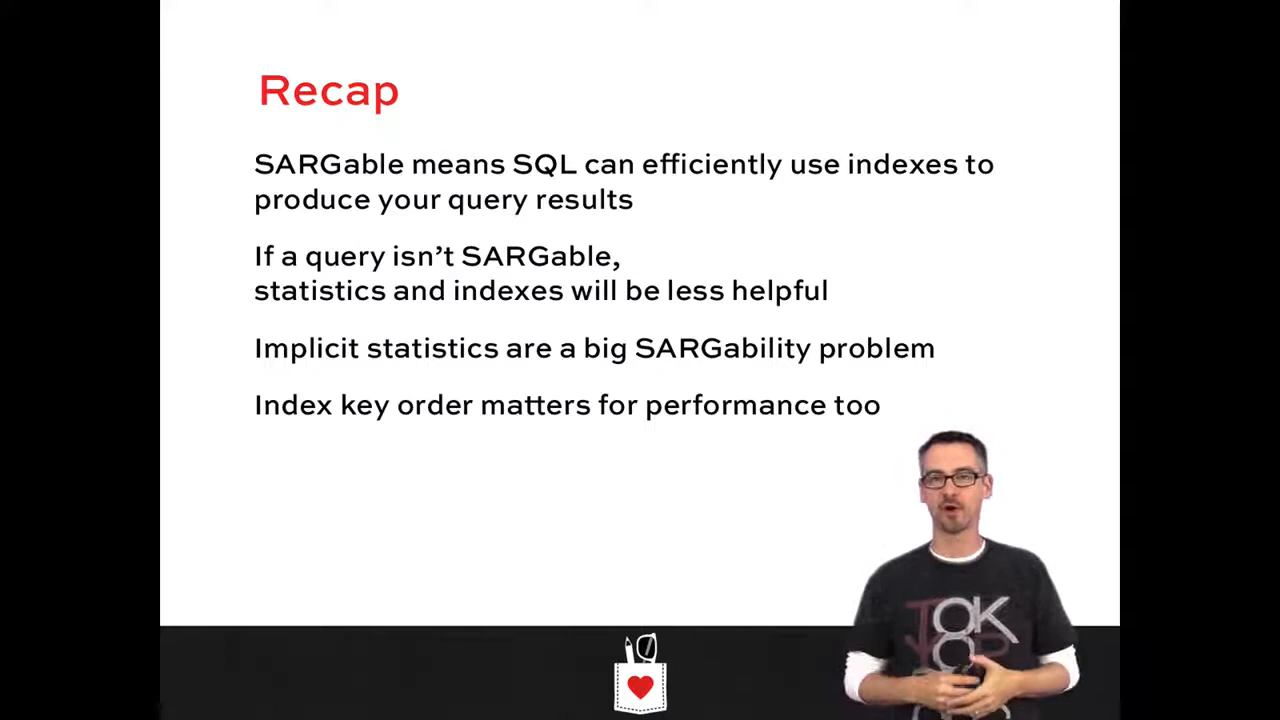 Recap
SARGable means SQL can efficiently use indexes to
produce your query results
If a query isn’t SARGable,
statistics and indexes will be less helpful
Implicit statistics are a big SARGability problem
Index key order matters for performance too
TOK